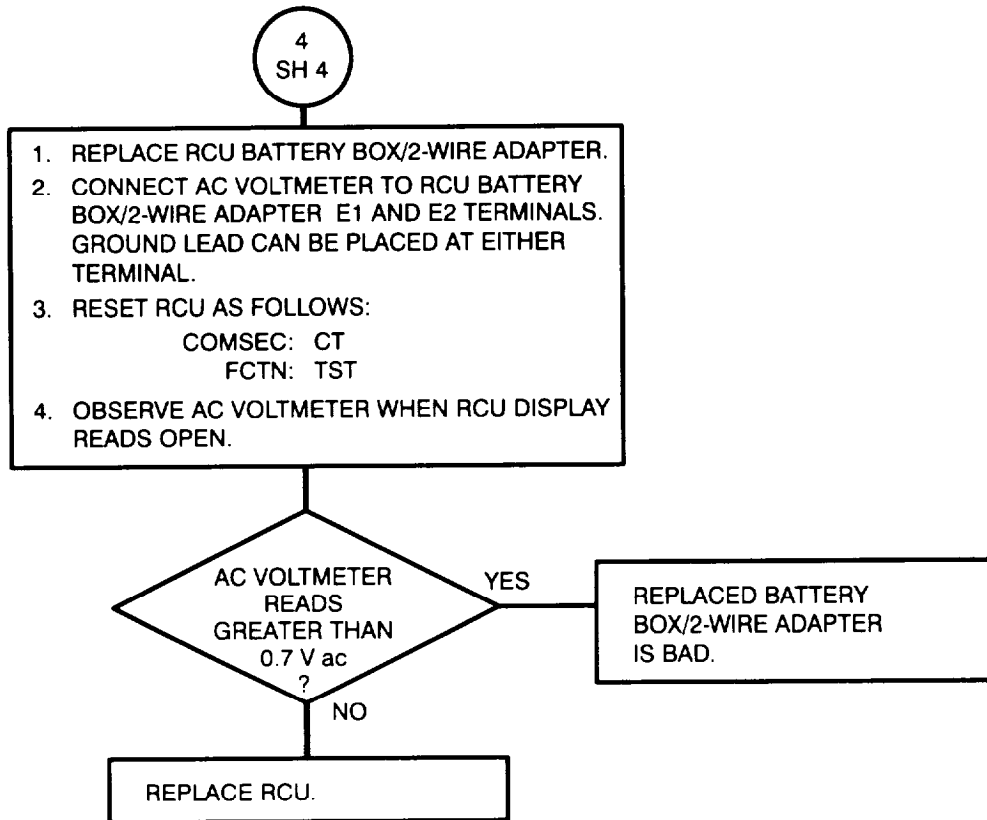 4
SH 4
1. REPLACE RCU BATTERY BOX/2-WIRE ADAPTER.
2. CONNECT AC VOLTMETER TO RCU BATTERY
BOX/2-WIRE ADAPTER E1 AND E2 TERMINALS.
GROUND LEAD CAN BE PLACED AT EITHER
TERMINAL.
3. RESET RCU AS FOLLOWS:
COMSEC: CT
FCTN: TST
4. OBSERVE AC VOLTMETER WHEN RCU DISPLAY
READS OPEN.
AC VOLTMETER
READS
GREATER THAN
0.7 V ac
?
YES
REPLACED BATTERY
BOX/2-WIRE ADAPTER
IS BAD.
NO
REPLACE RCU.